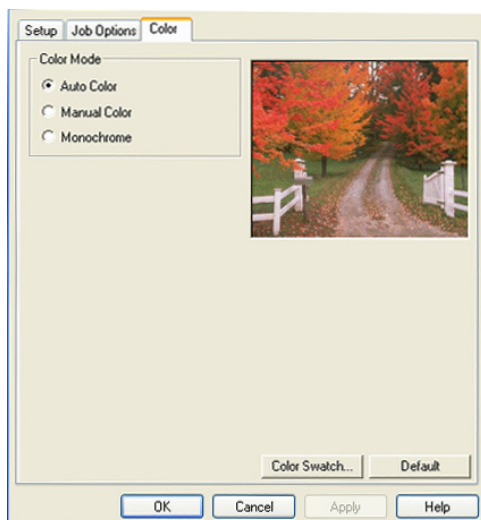 Setup Job Options Color
Color Mode
Auto Color
Manual Color
Monochrome
Color Swatch... Default
OK Cancel Apply Help